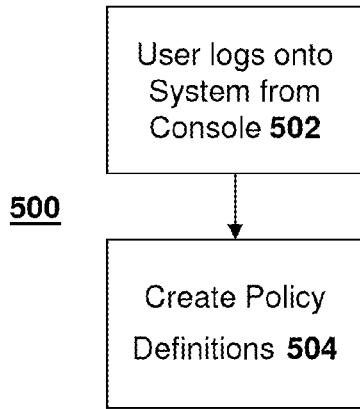 User logs onto
System from
Console 502
500
Create Policy
Definitions 504